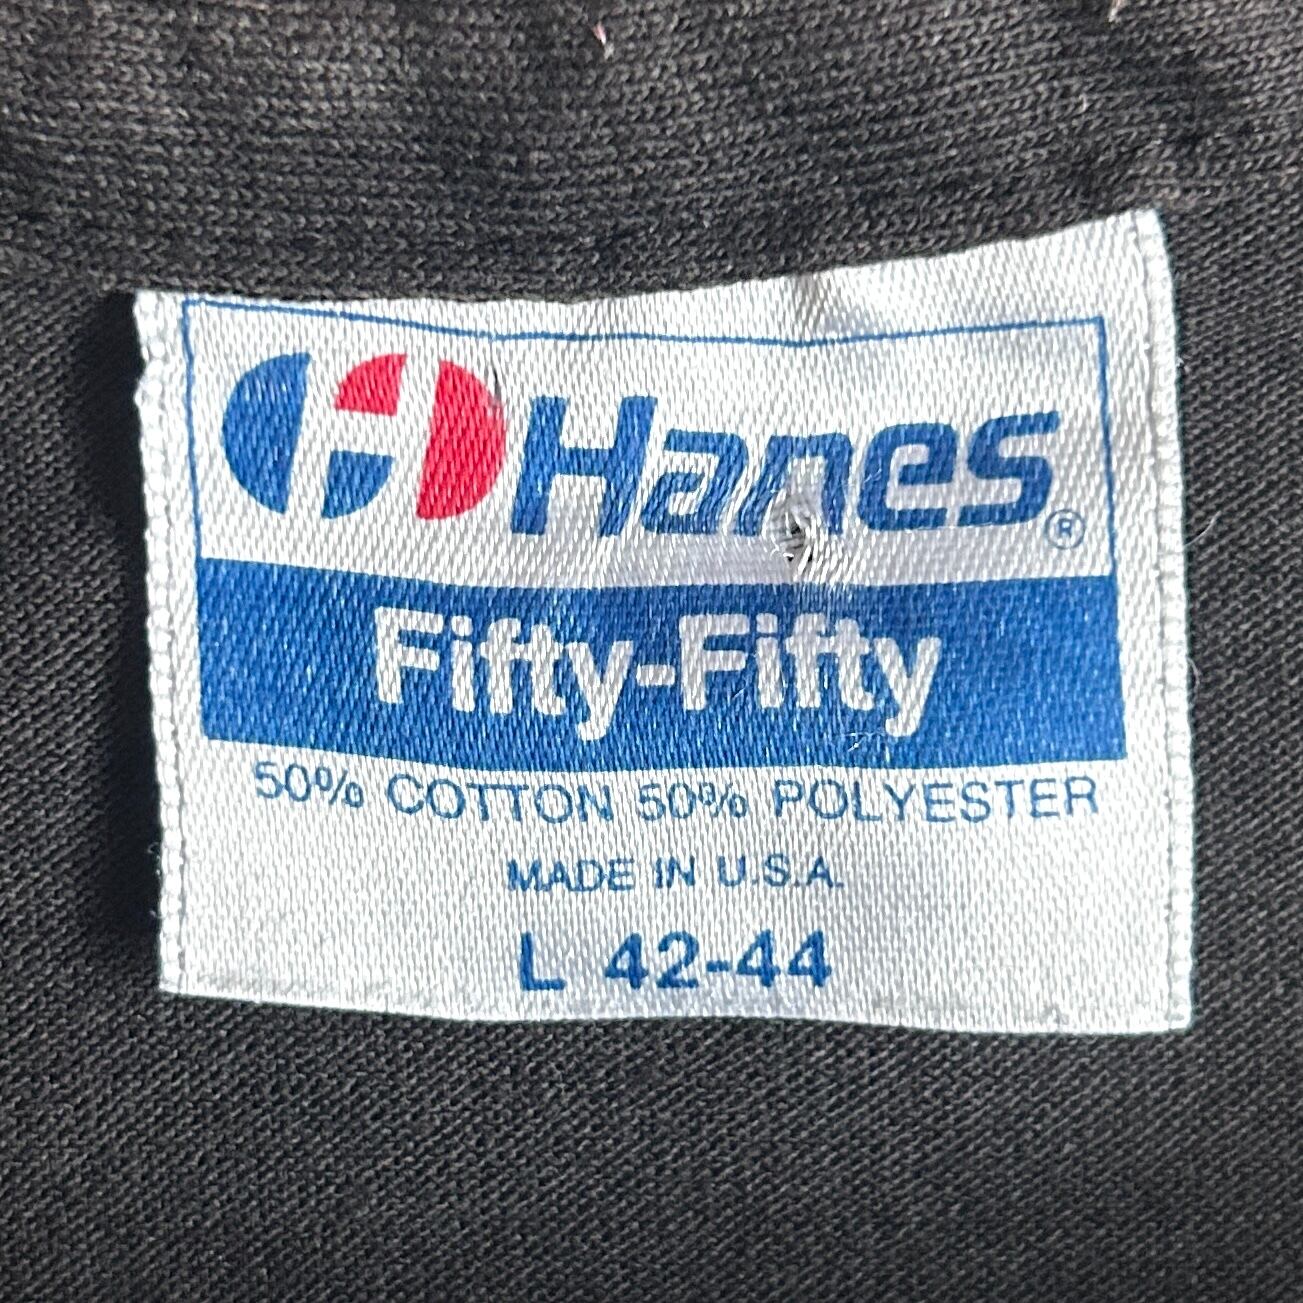 Hanes®
Fifty-Fifty
50% COTTON 50% POLYESTER
MADE IN U.S.A.
L 42-44